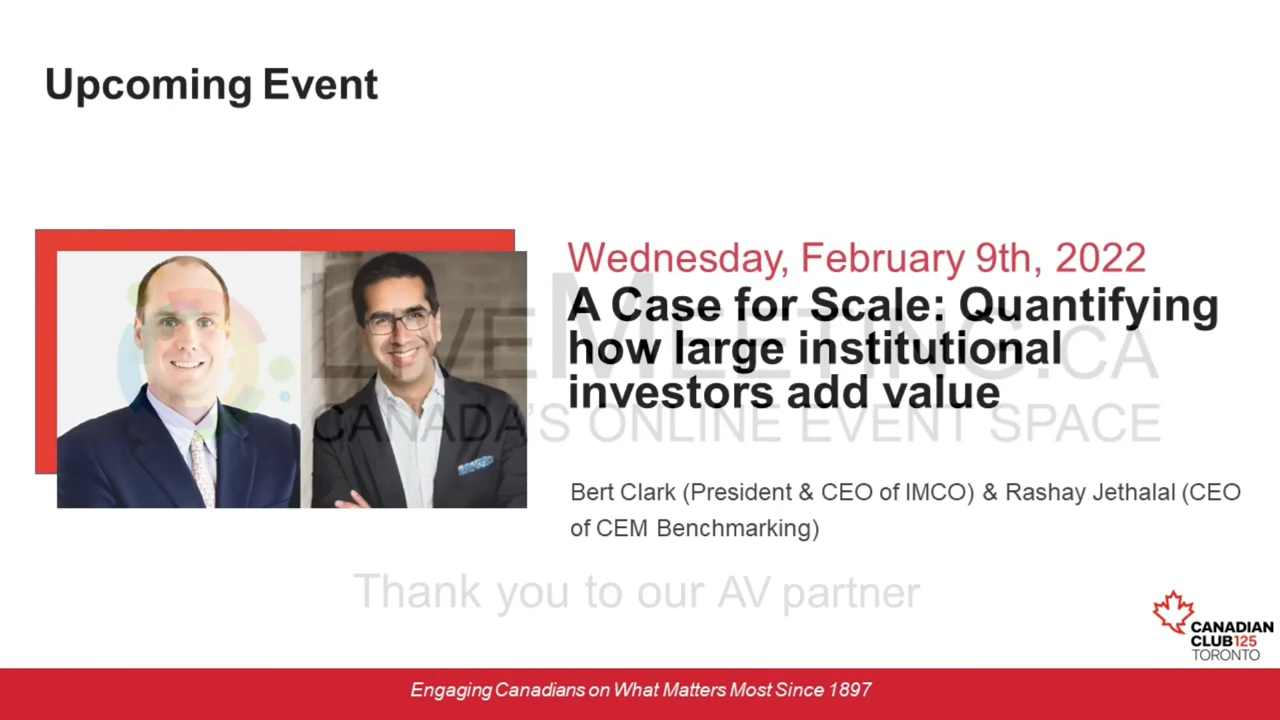 Upcoming Event
Wednesday, February 9th, 2022
A Case for Scale: Quantifying
how large institutional
investors add value
LIVEMEETING.CA
CANADA'S ONLINE EVENT SPACE
Bert Clark (President & CEO of IMCO) & Rashay Jethalal (CEO
of CEM Benchmarking)
Thank you to our AV partner
CANADIAN
CLUB125
TORONTO
Engaging Canadians on What Matters Most Since 1897